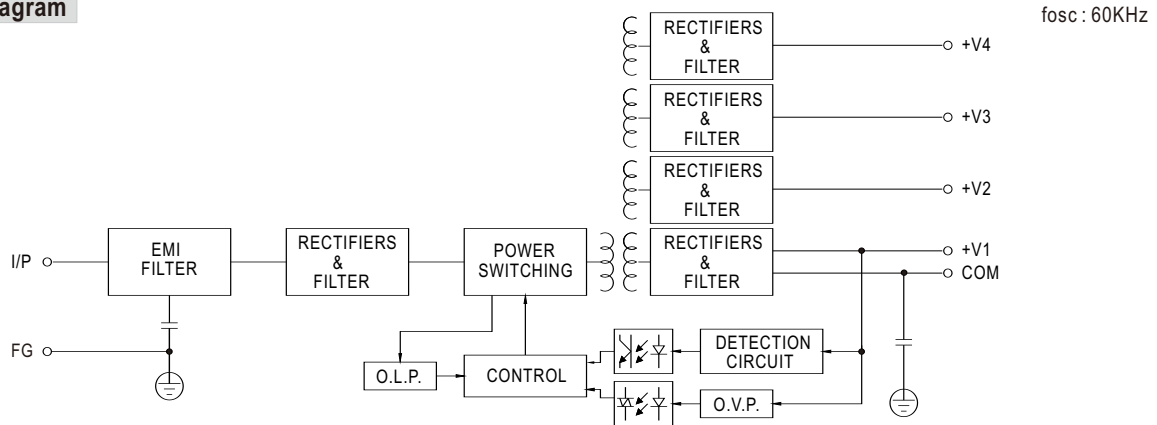 agram
fosc : 60KHz
RECTIFIERS
&
FILTER
+V4
RECTIFIERS
&
FILTER
+V3
RECTIFIERS
&
FILTER
+V2
I/P
EMI
FILTER
RECTIFIERS
&
FILTER
POWER
SWITCHING
RECTIFIERS
&
FILTER
+V1
COM
FG
O.L.P.
CONTROL
DETECTION
CIRCUIT
O.V.P.